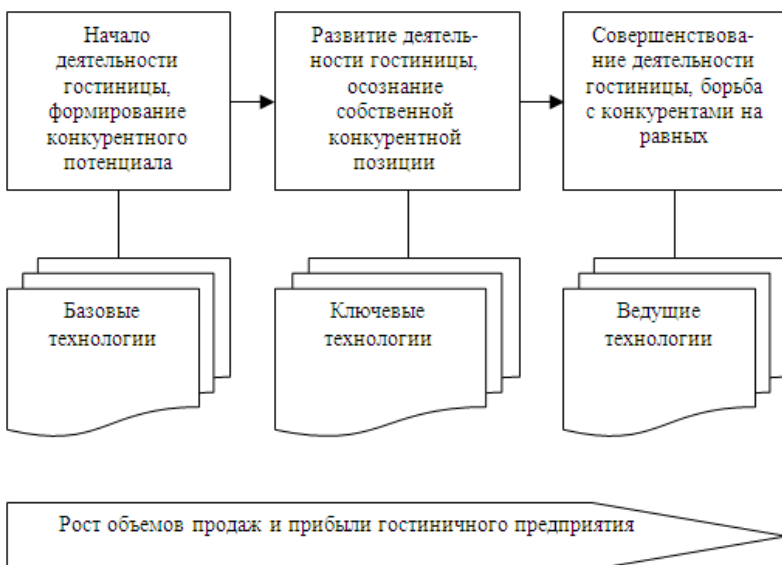 Начало
деятельности
гостиницы,
формирование
конкурентного
потенциала
Развитие деятель-
ности гостиницы,
осознание
собственной
конкурентной
позиции
Совершенствова-
ние деятельности
гостиницы, борьба
с конкурентами на
равных
Базовые
технологии
Ключевые
технологии
Ведущие
технологии
Рост объемов продаж и прибыли гостиничного предприятия